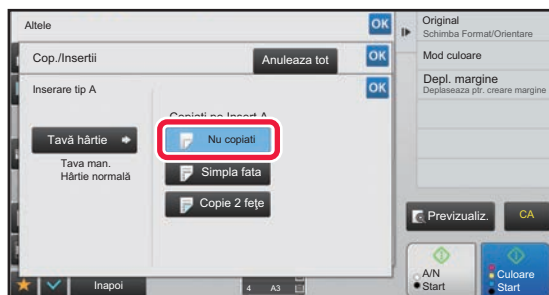 Altele
OK
Cop./Insertii
Anuleaza tot
OK
Inserare tip A
OK
Copiati pe Insert A
Tavă hârtie
Tava man.
Hârtie normală
Nu copiati
Simpla fata
Copie 2 feţe
Inapoi
4 A3
Original
Schimba Format/Orientare
Mod culoare
Depl. margine
Deplaseaza ptr. creare margine
Previzualiz.
CA
A/N
Start
Culoare
Start